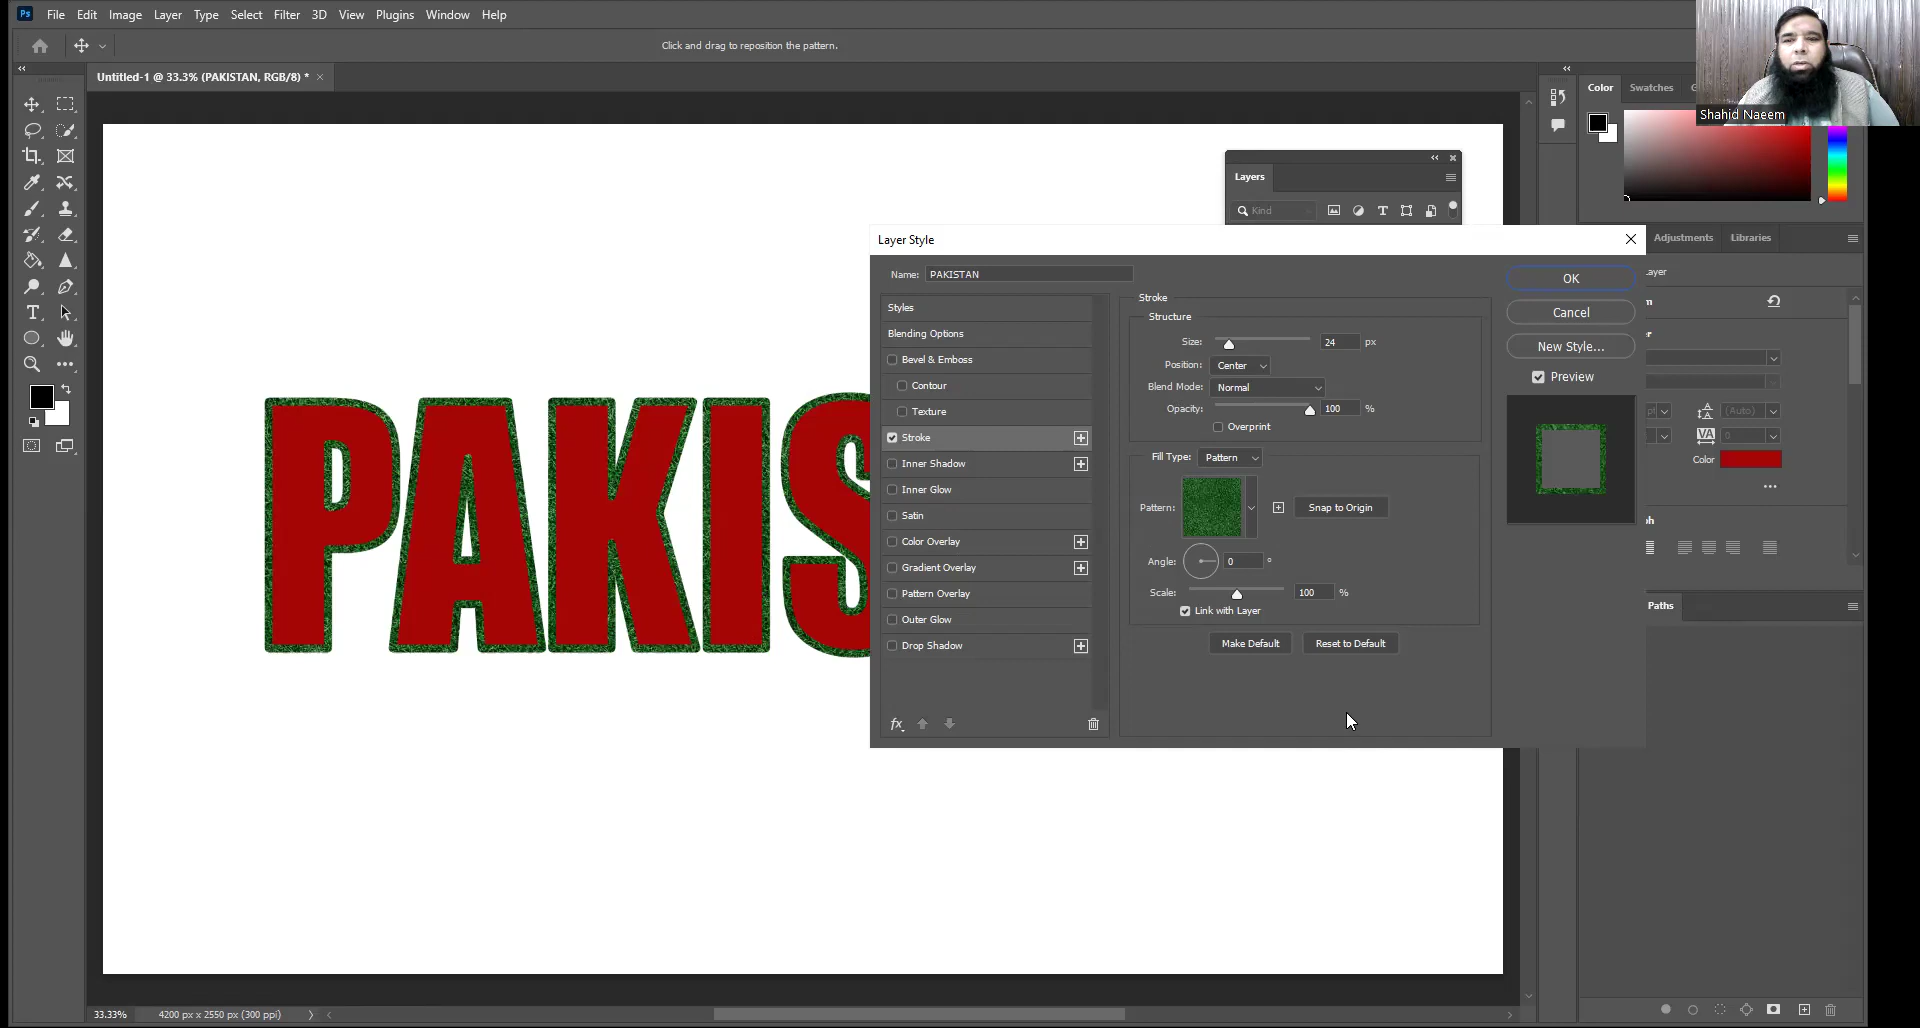 Ps File Edit Image Layer Type Select Filter 3D View Plugins Window Help
Click and drag to reposition the pattern.
Shahid Naeem
Untitled-1 @ 33.3% (PAKISTAN, RGB/8) * ×
Color Swatches
Layers
Kind
Layer Style
Adjustments Libraries
Name: PAKISTAN
OK
Cancel
New Style...
Preview
Styles
Blending Options
Bevel & Emboss
Contour
Texture
Stroke
Inner Shadow
Inner Glow
Satin
Color Overlay
Gradient Overlay
Pattern Overlay
Outer Glow
Drop Shadow
fx
Stroke
Structure
Size: 24 px
Position: Center
Blend Mode: Normal
Opacity: 100 %
Overprint
Fill Type: Pattern
Pattern: Snap to Origin
Angle: 0 °
Scale: 100 %
Link with Layer
Make Default Reset to Default
(Auto)
VA 0
Color
Paths
PAKIS
33.33% 4200 px x 2550 px (300 ppi)